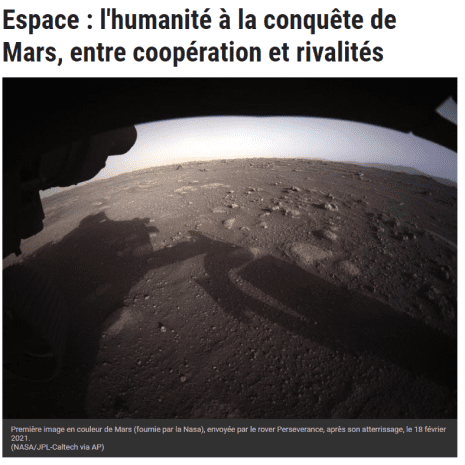 Espace : l'humanité à la conquête de
Mars, entre coopération et rivalités
Première image en couleur de Mars (fournie par la Nasa), envoyée par le rover Perseverance, après son atterrissage, le 18 février
2021.
(NASA/JPL-Caltech via AP)